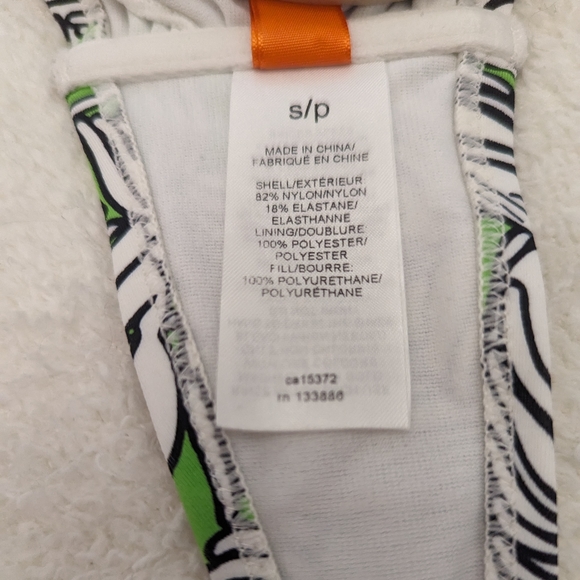 s/p
MADE IN CHINA/
FABRIQUÉ EN CHINE
SHELL/EXTÉRIEUR
82% NYLON/NYLON
18% ELASTANE/
ELASTHANNE
LINING/DOUBLURE
100% POLYESTER/
POLYESTER
FILL/BOURRE:
100% POLYURETHANE/
POLYURÉTHANE
ca15372
rn 133886